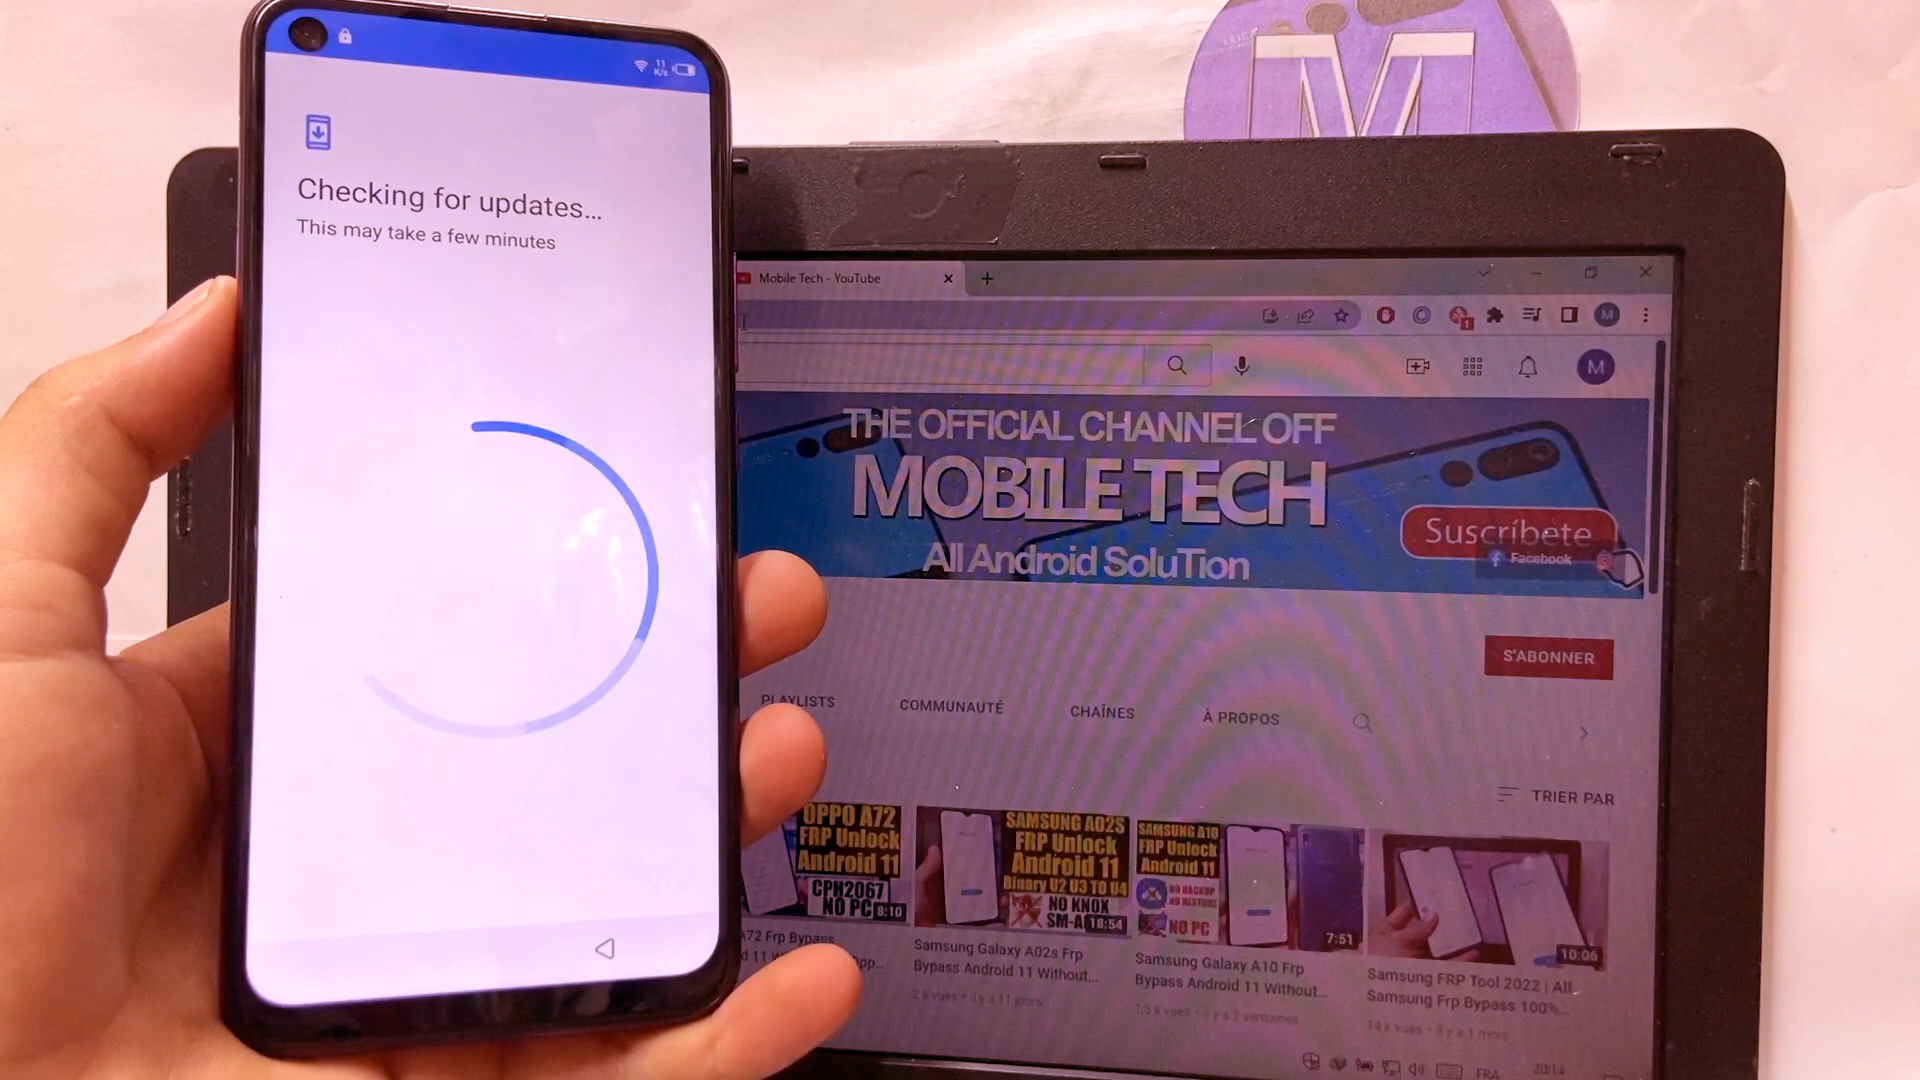 11
K/s
Checking for updates…
This may take a few minutes
M
Mobile Tech - YouTube
1
M
M
THE OFFICIAL CHANNEL OFF
MOBILE TECH
All Android SoluTion
Suscríbete
Facebook
S'ABONNER
PLAYLISTS
COMMUNAUTÉ
CHAÎNES
À PROPOS
TRIER PAR
OPPO A72
FRP Unlock
Android 11
CPH2067
NO PC
8:10
A72 Frp Bypass
SAMSUNG A02S
FRP Unlock
Android 11
Binary U2 U3 TO U4
NO KNOX
SM-A
18:54
Samsung Galaxy A02s Frp
Bypass Android 11 Without...
2 k vues • il y a 11 jours
SAMSUNG A10
FRP Unlock
Android 11
NO BACKUP
NO RESTORE
NO PC
7:51
Samsung Galaxy A10 Frp
Bypass Android 11 Without...
1,5 k vues • il y a 2 semaines
10:06
Samsung FRP Tool 2022 | All
Samsung Frp Bypass 100%...
14 k vues • il y a 1 mois
FRA
20:14